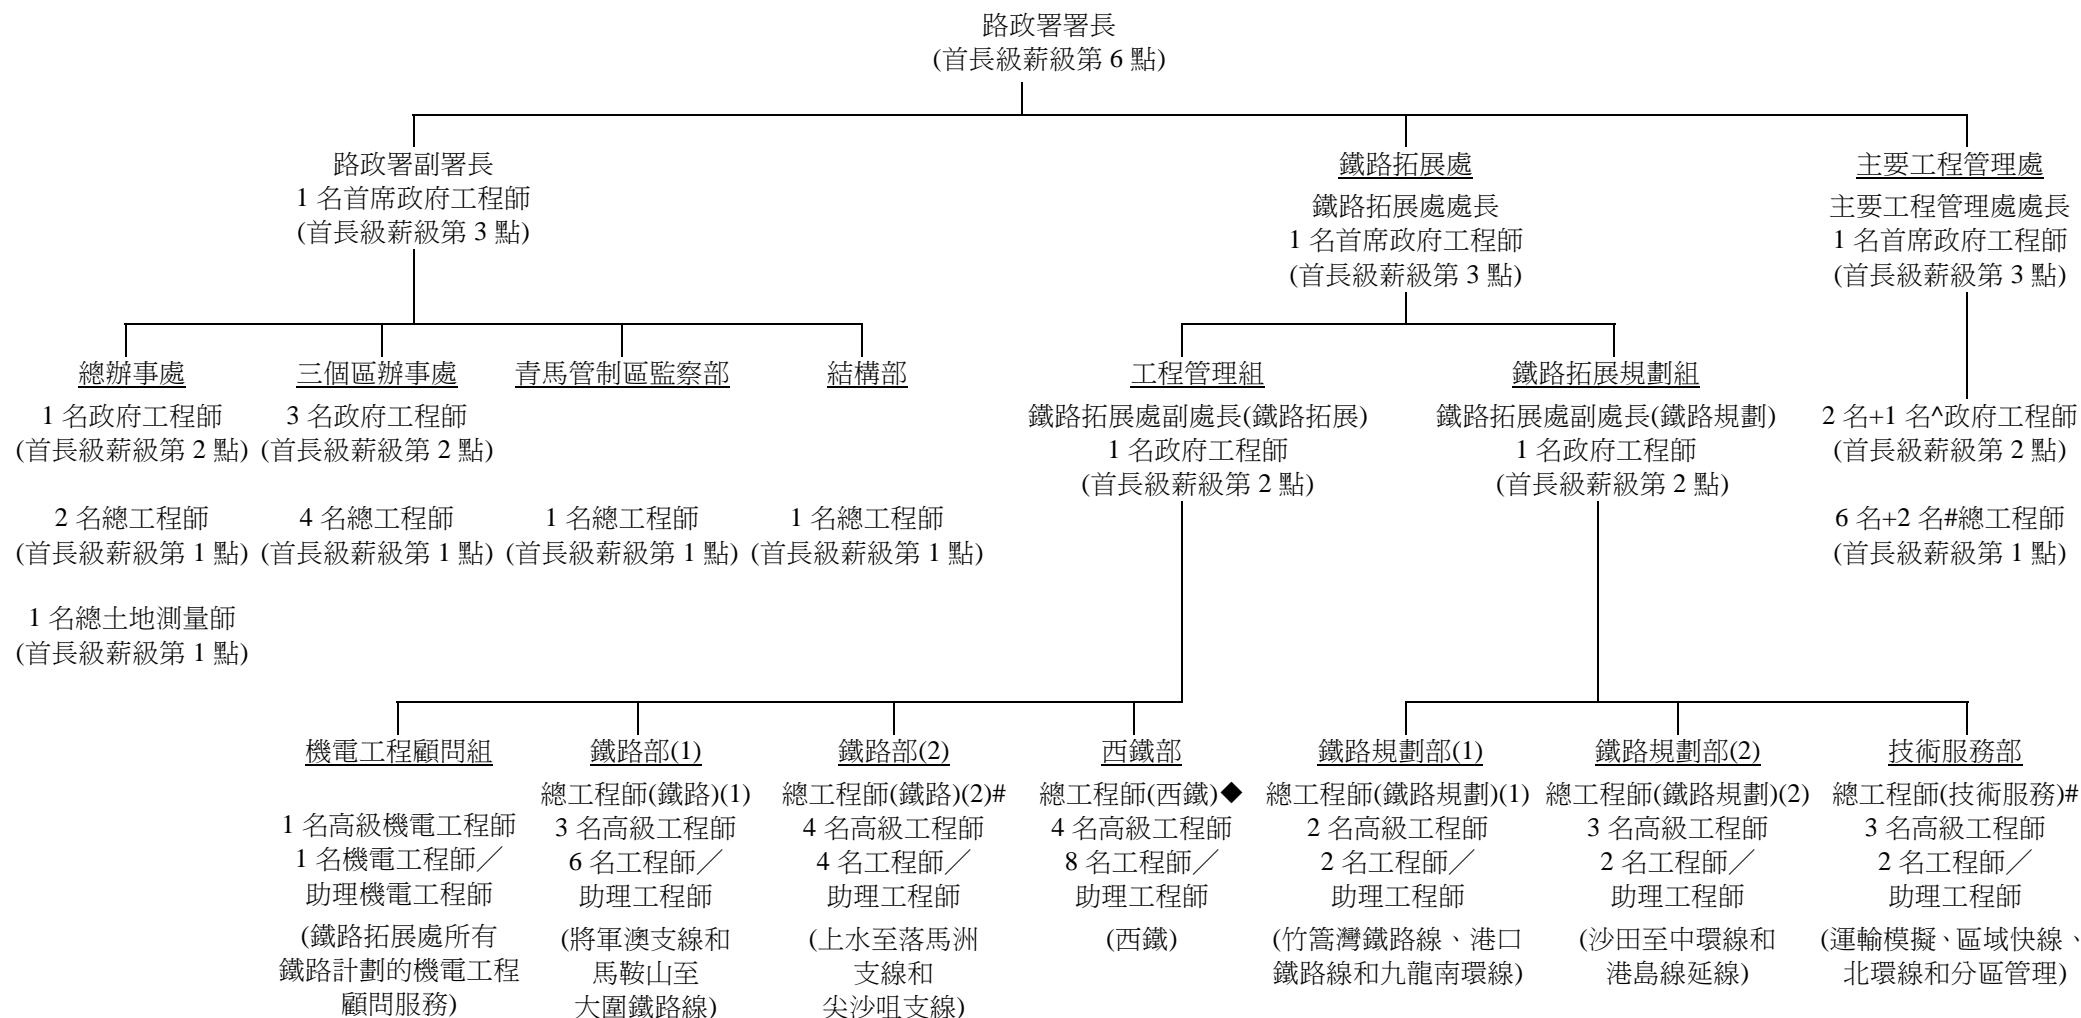 路政署署長
(首長級薪級第 6 點)
路政署副署長
1 名首席政府工程師
(首長級薪級第 3 點)
鐵路拓展處
鐵路拓展處處長
1 名首席政府工程師
(首長級薪級第 3 點)
主要工程管理處
主要工程管理處處長
1 名首席政府工程師
(首長級薪級第 3 點)
總辦事處
1 名政府工程師
(首長級薪級第 2 點)
2 名總工程師
(首長級薪級第 1 點)
1 名總土地測量師
(首長級薪級第 1 點)
三個區辦事處
3 名政府工程師
(首長級薪級第 2 點)
4 名總工程師
(首長級薪級第 1 點)
青馬管制區監察部
1 名總工程師
(首長級薪級第 1 點)
結構部
1 名總工程師
(首長級薪級第 1 點)
工程管理組
鐵路拓展處副處長(鐵路拓展)
1 名政府工程師
(首長級薪級第 2 點)
鐵路拓展規劃組
鐵路拓展處副處長(鐵路規劃)
1 名政府工程師
(首長級薪級第 2 點)
2 名+1 名^政府工程師
(首長級薪級第 2 點)
6 名+2 名#總工程師
(首長級薪級第 1 點)
機電工程顧問組
1 名高級機電工程師
1 名機電工程師／
助理機電工程師
(鐵路拓展處所有
鐵路計劃的機電工程
顧問服務)
鐵路部(1)
總工程師(鐵路)(1)
3 名高級工程師
6 名工程師／
助理工程師
(將軍澳支線和
馬鞍山至
大圍鐵路線)
鐵路部(2)
總工程師(鐵路)(2)#
4 名高級工程師
4 名工程師／
助理工程師
(上水至落馬洲
支線和
尖沙咀支線)
西鐵部
總工程師(西鐵)◆
4 名高級工程師
8 名工程師／
助理工程師
(西鐵)
鐵路規劃部(1)
總工程師(鐵路規劃)(1)
2 名高級工程師
2 名工程師／
助理工程師
(竹篙灣鐵路線、港口
鐵路線和九龍南環線)
鐵路規劃部(2)
總工程師(鐵路規劃)(2)
3 名高級工程師
2 名工程師／
助理工程師
(沙田至中環線和
港島線延線)
技術服務部
總工程師(技術服務)#
3 名高級工程師
2 名工程師／
助理工程師
(運輸模擬、區域快線、
北環線和分區管理)